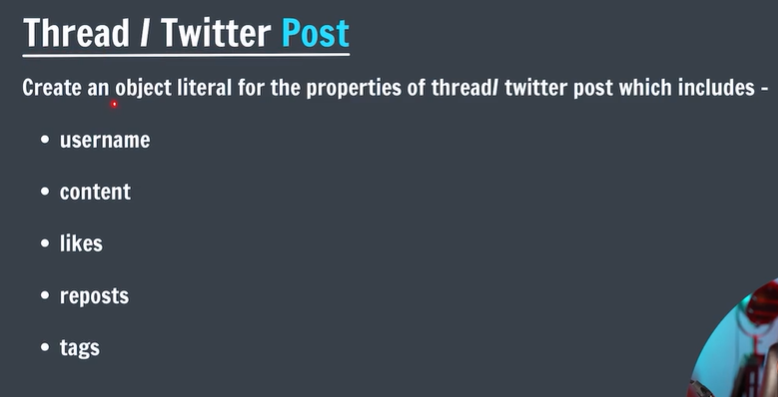 Thread / Twitter Post
Create an object literal for the properties of thread/ twitter post which includes -
• username
• content
• likes
• reposts
• tags